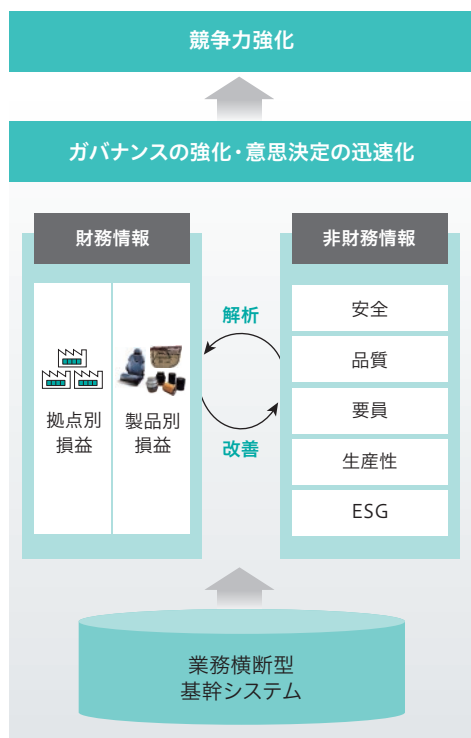 競争力強化
ガバナンスの強化・意思決定の迅速化
財務情報
拠点別
損益
製品別
損益
解析
改善
非財務情報
安全
品質
要員
生産性
ESG
業務横断型
基幹システム